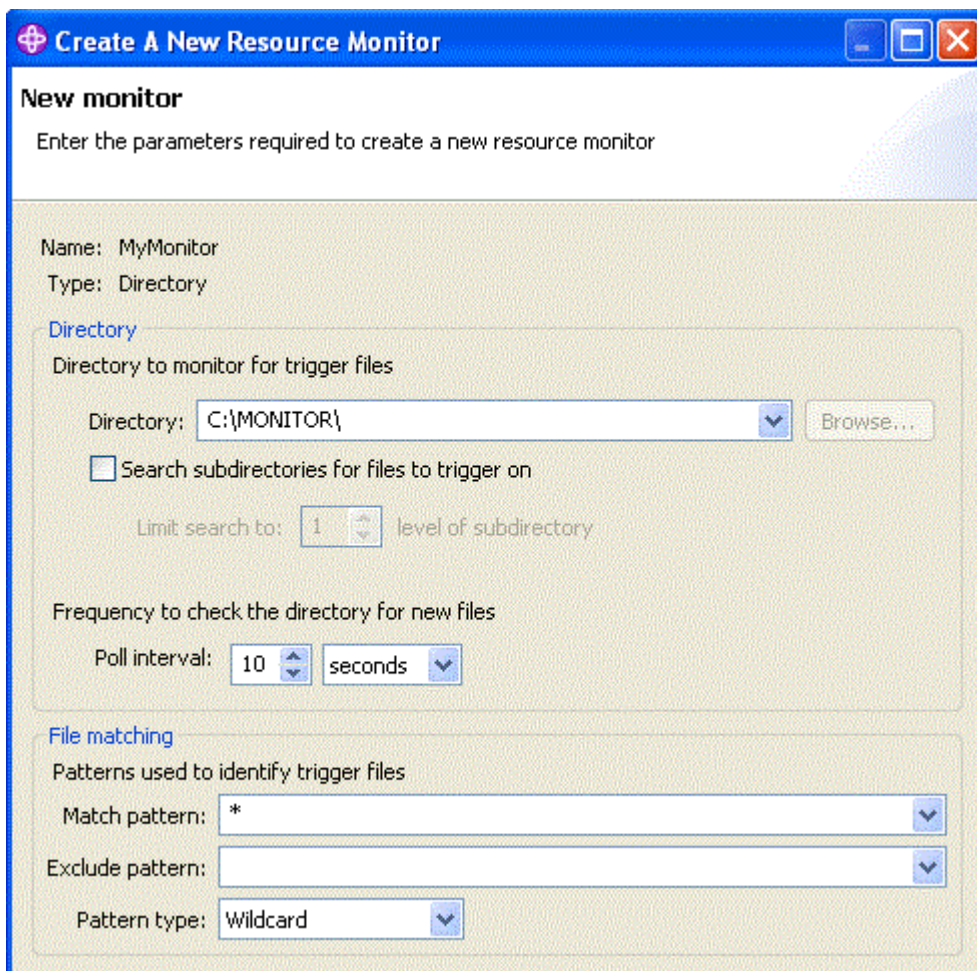 Create A New Resource Monitor
New monitor
Enter the parameters required to create a new resource monitor
Name: MyMonitor
Type: Directory
Directory
Directory to monitor for trigger files
Directory: C:\MONITOR\ Browse...
Search subdirectories for files to trigger on
Limit search to: 1 level of subdirectory
Frequency to check the directory for new files
Poll interval: 10 seconds
File matching
Patterns used to identify trigger files
Match pattern: *
Exclude pattern:
Pattern type: Wildcard